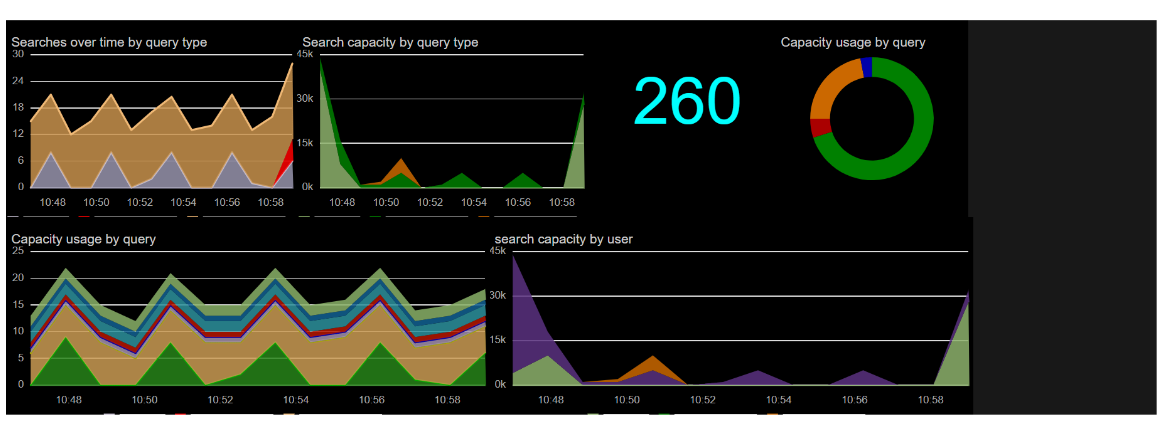 Searches over time by query type
30
24
18
12
6
0
10:48 10:50 10:52 10:54 10:56 10:58
Search capacity by query type
45k
30k
15k
0k
10:48 10:50 10:52 10:54 10:56 10:58
260
Capacity usage by query
Capacity usage by query
25
20
15
10
5
0
10:48 10:50 10:52 10:54 10:56 10:58
search capacity by user
45k
30k
15k
0k
10:48 10:50 10:52 10:54 10:56 10:58